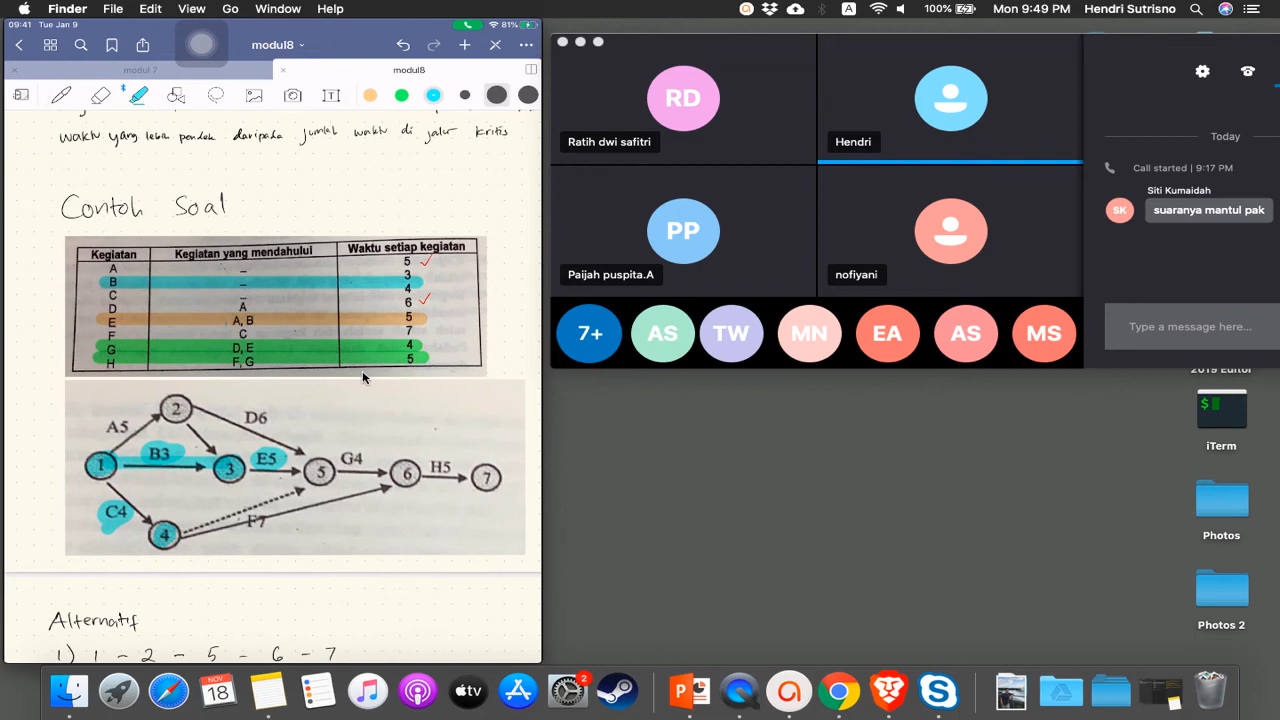 Finder File Edit View Go Window Help
A 100% Mon 9:49 PM Hendri Sutrisno
09:41 Tue Jan 9 81%
modul8
modul 7 modul8
T
waktu yang lebih pendek daripada jumlah waktu di jalur kritis
Contoh Soal
Kegiatan Kegiatan yang mendahului Waktu setiap kegiatan
A – 5
B – 3
C – 4
D A 6
E A, B 5
F C 7
G D, E 4
H F, G 5
2
A5 D6
B3 E5 G4 H5
1 3 5 6 7
C4
F7
4
Alternatif
1) 1 – 2 – 5 – 6 – 7
RD
Ratih dwi safitri
Hendri
PP
Paijah puspita.A
nofiyani
7+ AS TW MN EA AS MS
Today
Call started | 9:17 PM
Siti Kumaidah
SK suaranya mantul pak
Type a message here...
2019 Election
$
iTerm
Photos
Photos 2
NOV
18
tv
2
P
S